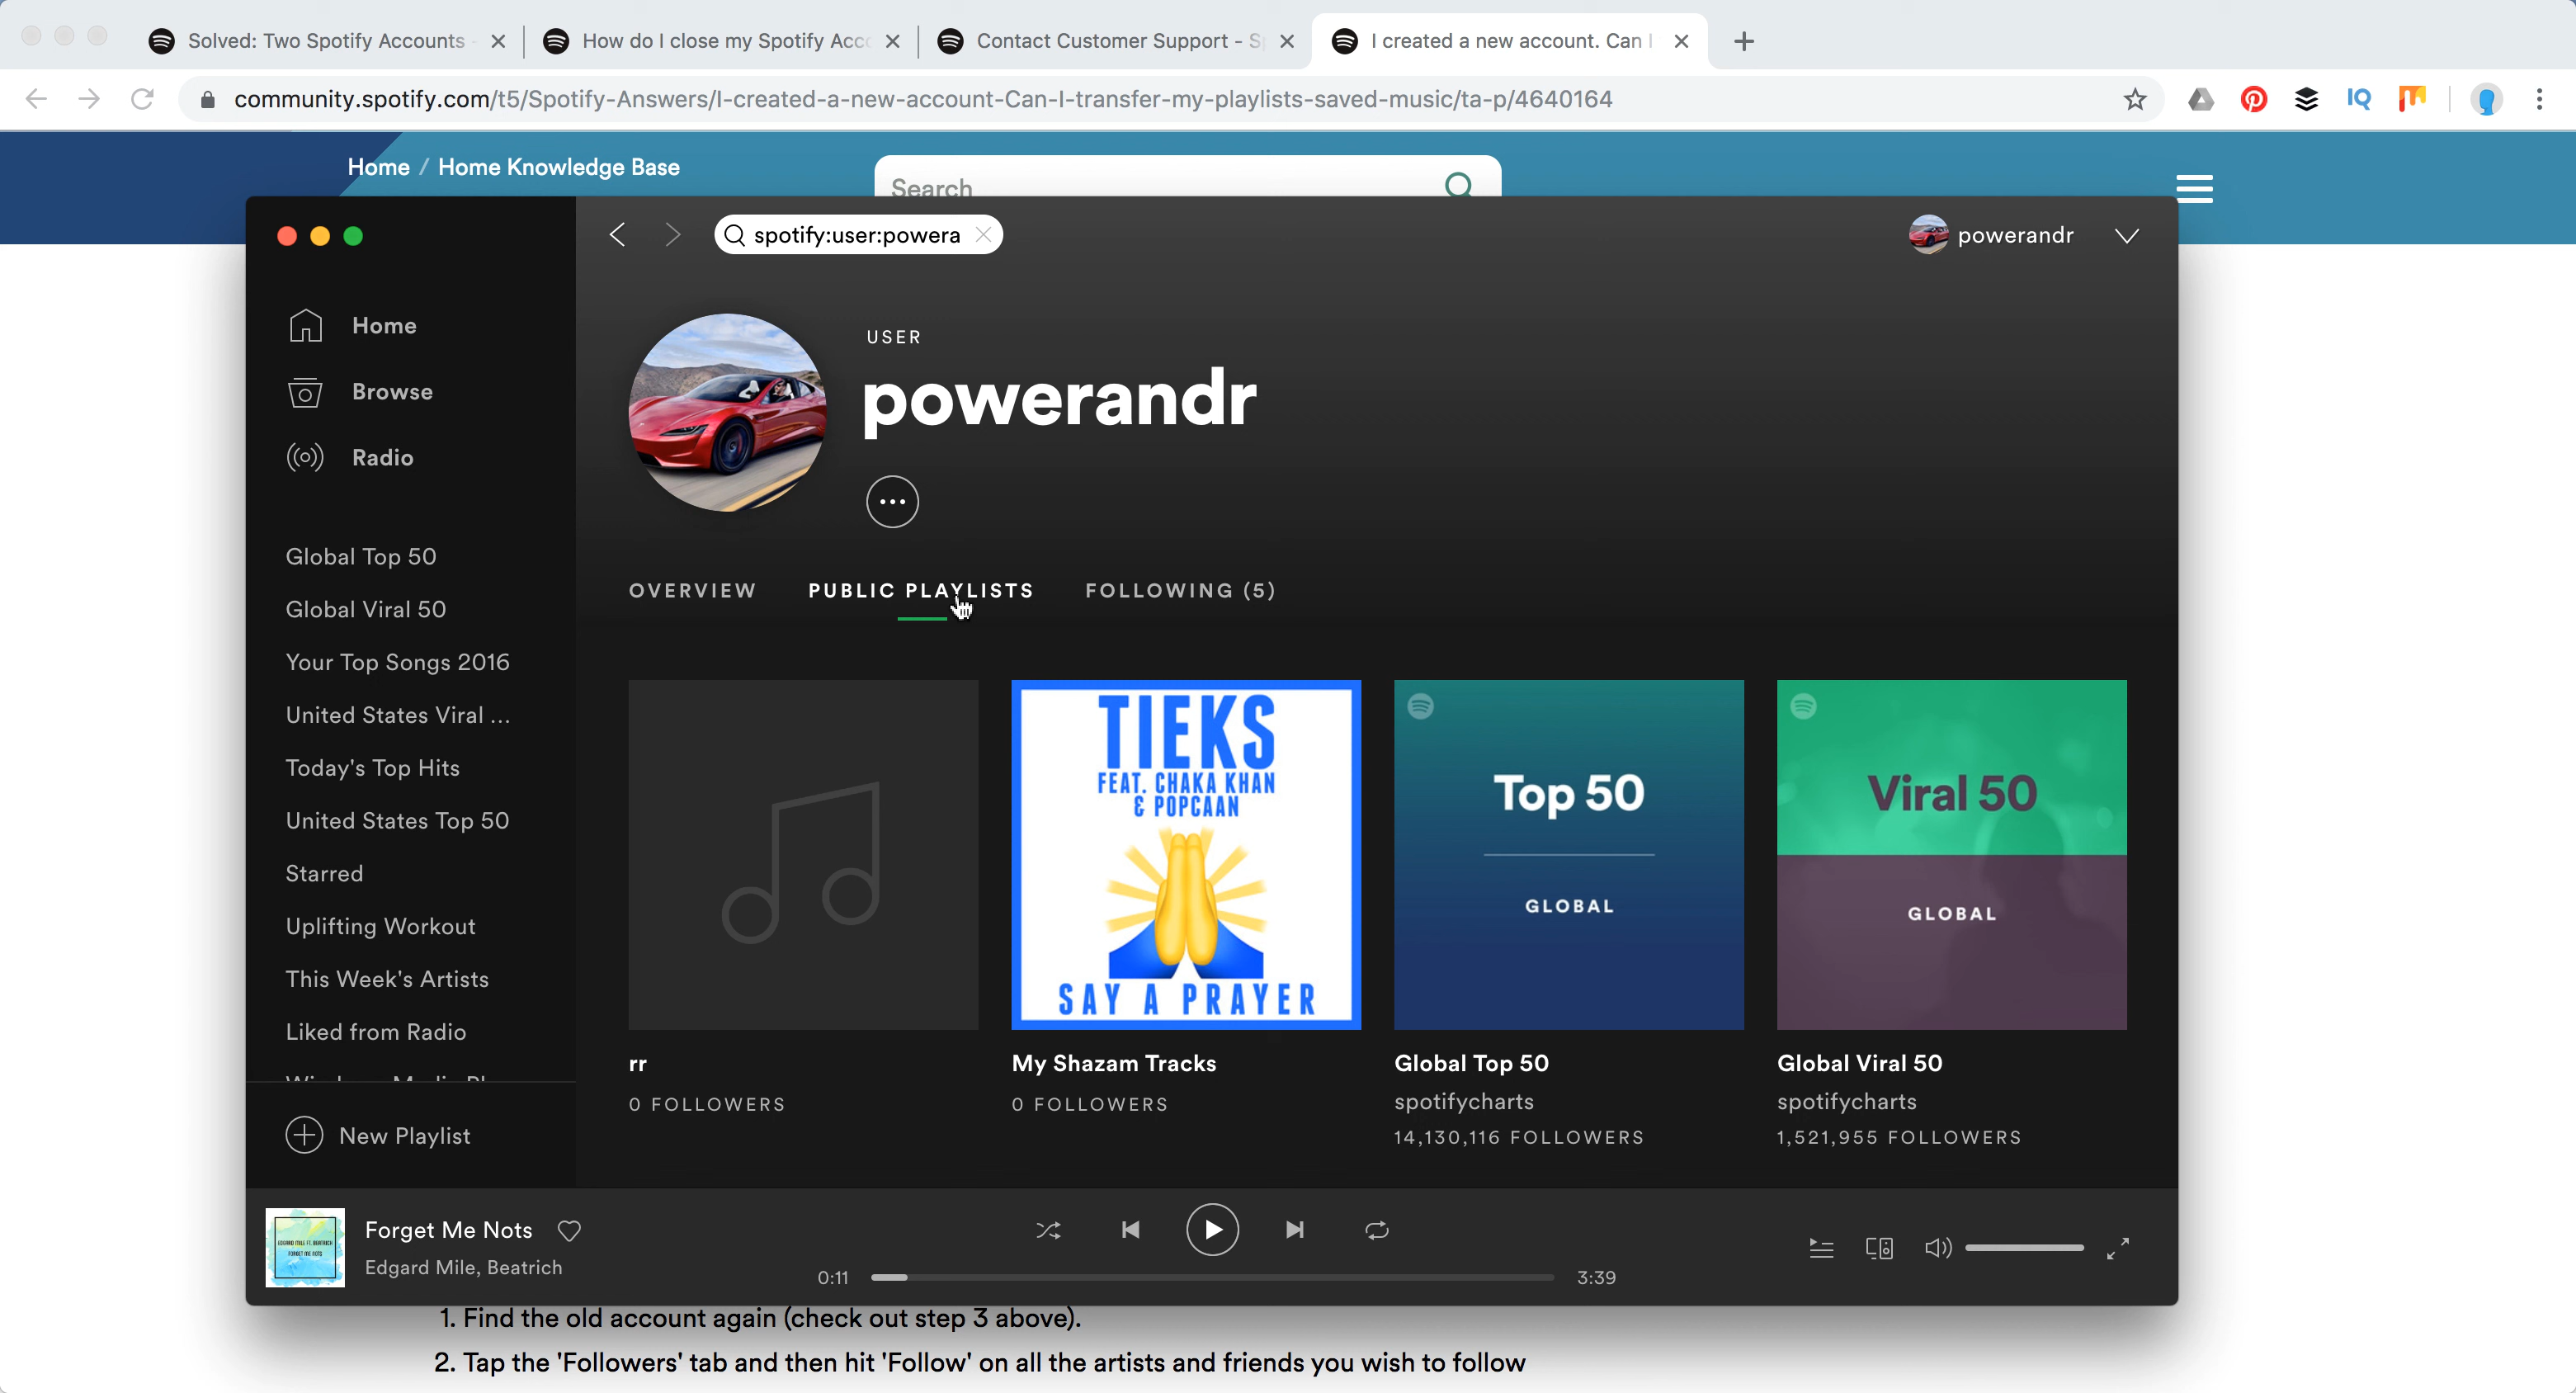 Solved: Two Spotify Accounts -
How do I close my Spotify Acc
Contact Customer Support - S
I created a new account. Can I
community.spotify.com/t5/Spotify-Answers/I-created-a-new-account-Can-I-transfer-my-playlists-saved-music/ta-p/4640164
IQ
Home / Home Knowledge Base
Search
spotify:user:powera
powerandr
Home
Browse
Radio
Global Top 50
Global Viral 50
Your Top Songs 2016
United States Viral ...
Today's Top Hits
United States Top 50
Starred
Uplifting Workout
This Week's Artists
Liked from Radio
New Playlist
USER
powerandr
OVERVIEW
PUBLIC PLAYLISTS
FOLLOWING (5)
TIEKS
FEAT. CHAKA KHAN
& POPCAAN
SAY A PRAYER
Top 50
GLOBAL
Viral 50
GLOBAL
rr
0 FOLLOWERS
My Shazam Tracks
0 FOLLOWERS
Global Top 50
spotifycharts
14,130,116 FOLLOWERS
Global Viral 50
spotifycharts
1,521,955 FOLLOWERS
EDGARD MILE FT. BEATRICH
FORGET ME NOTS
Forget Me Nots
Edgard Mile, Beatrich
0:11
3:39
1. Find the old account again (check out step 3 above).
2. Tap the 'Followers' tab and then hit 'Follow' on all the artists and friends you wish to follow